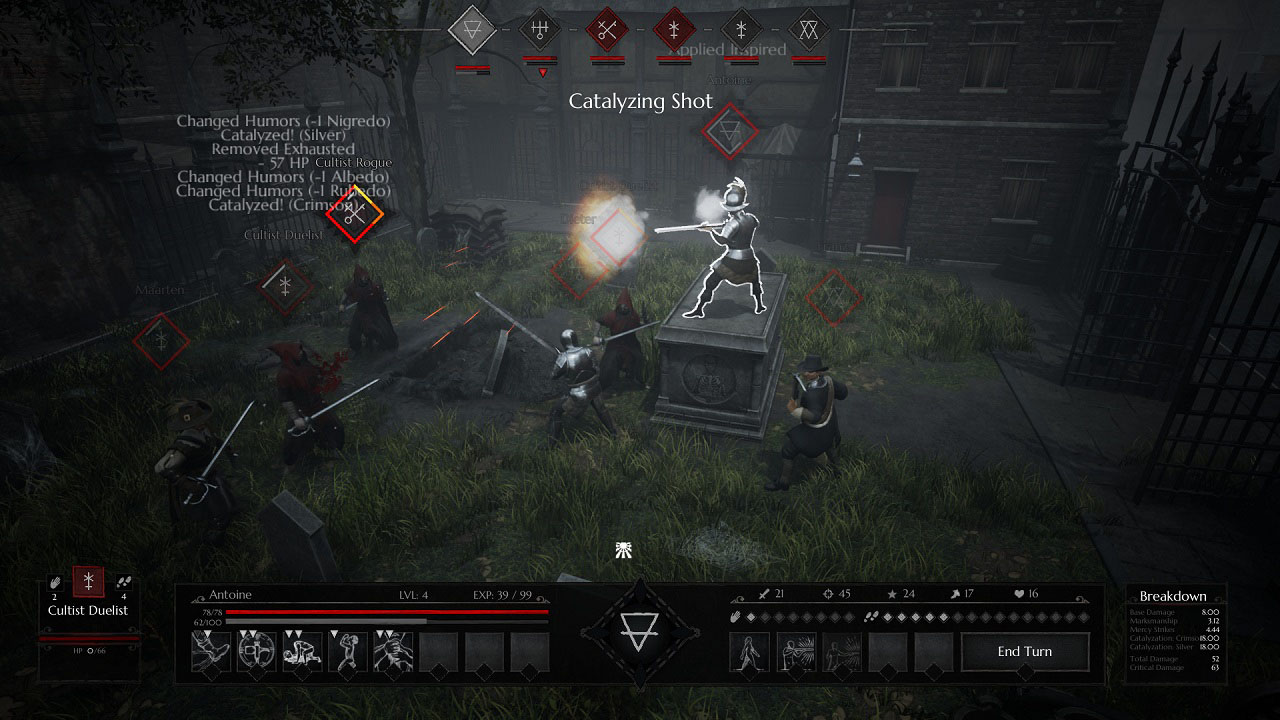 Applied Inspired
Antoine
Catalyzing Shot
Changed Humors (-1 Nigredo)
Catalyzed! (Silver)
Removed Exhausted
- 57 HP
Cultist Rogue
Changed Humors (-1 Albedo)
Changed Humors (-1 Rubedo)
Catalyzed! (Crimson)
Cultist Duelist
Maarten
2
4
Cultist Duelist
HP 0/66
Antoine
LVL: 4
EXP: 39 / 99
78/78
62/100
21
45
24
17
16
End Turn
Breakdown
Base Damage 8.00
Marksmanship 3.12
Mercy Strikes 4.44
Catalyzation: Crimso 18.00
Catalyzation: Silver 18.00
Total Damage 52
Critical Damage 63